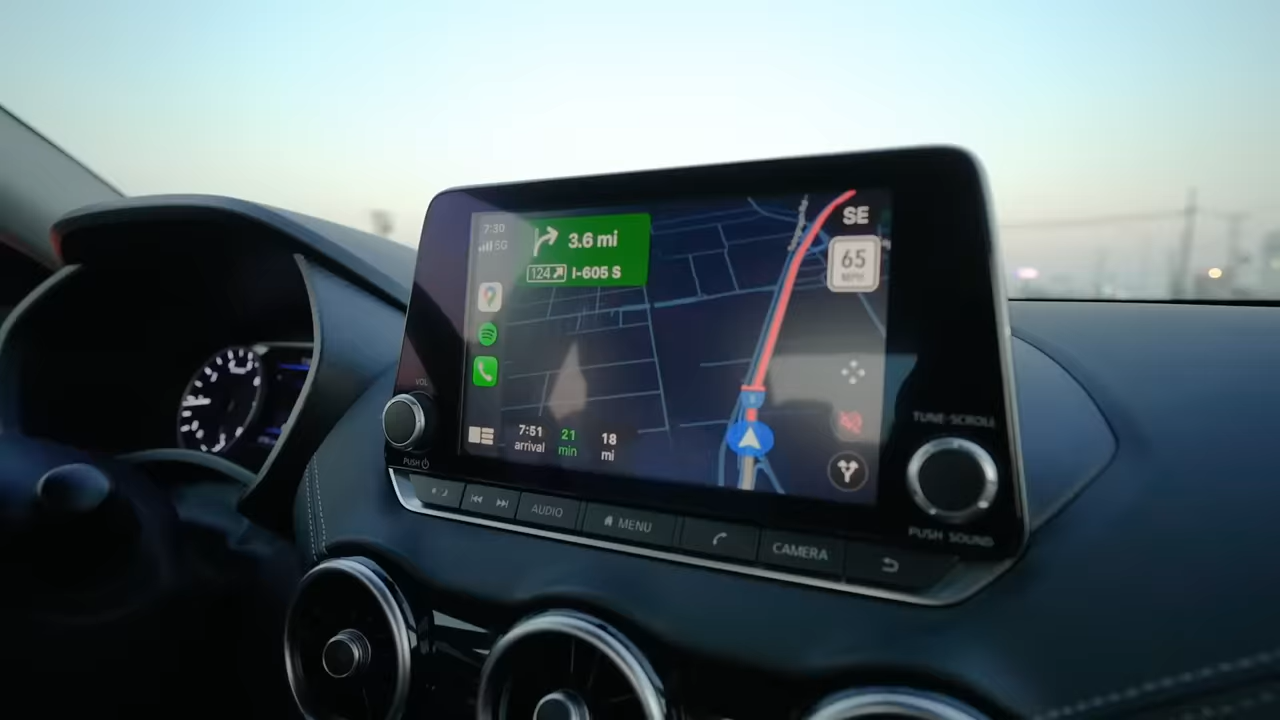 7:30
5G
3.6 mi
124 I-605 S
SE
65
MPH
7:51 21 18
arrival min mi
VOL
PUSH
TUNE·SCROLL
PUSH SOUND
AUDIO
MENU
CAMERA